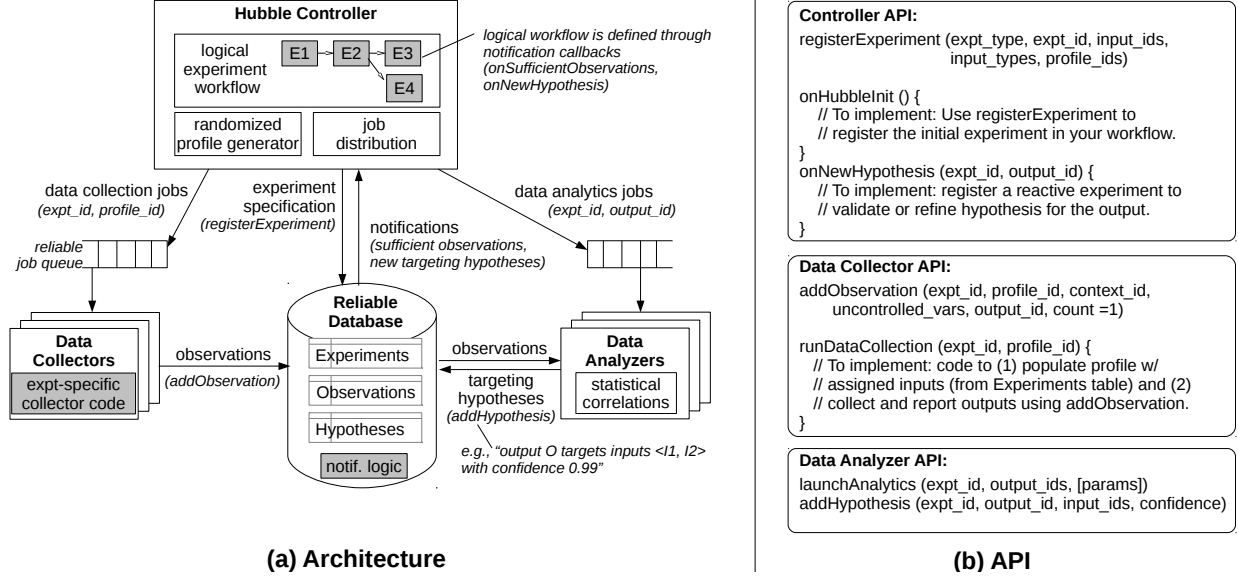 Hubble Controller
logical
experiment
workflow
E1
E2
E3
E4
logical workflow is defined through
notification callbacks
(onSufficientObservations,
onNewHypothesis)
randomized
profile generator
job
distribution
data collection jobs
(expt_id, profile_id)
experiment
specification
(registerExperiment)
notifications
(sufficient observations,
new targeting hypotheses)
data analytics jobs
(expt_id, output_id)
reliable
job queue
Data
Collectors
expt-specific
collector code
observations
(addObservation)
Reliable
Database
Experiments
Observations
Hypotheses
notif. logic
observations
targeting
hypotheses
(addHypothesis)
Data
Analyzers
statistical
correlations
e.g., “output O targets inputs <I1, I2>
with confidence 0.99”
(a) Architecture
Controller API:
registerExperiment (expt_type, expt_id, input_ids,
input_types, profile_ids)
onHubbleInit () {
// To implement: Use registerExperiment to
// register the initial experiment in your workflow.
}
onNewHypothesis (expt_id, output_id) {
// To implement: register a reactive experiment to
// validate or refine hypothesis for the output.
}
Data Collector API:
addObservation (expt_id, profile_id, context_id,
uncontrolled_vars, output_id, count =1)
runDataCollection (expt_id, profile_id) {
// To implement: code to (1) populate profile w/
// assigned inputs (from Experiments table) and (2)
// collect and report outputs using addObservation.
}
Data Analyzer API:
launchAnalytics (expt_id, output_ids, [params])
addHypothesis (expt_id, output_id, input_ids, confidence)
(b) API